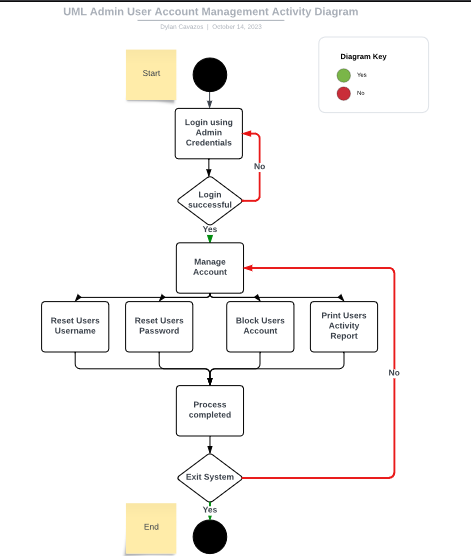 UML Admin User Account Management Activity Diagram
Dylan Cavazos | October 14, 2023
Start
Diagram Key
Yes
No
Login using
Admin
Credentials
No
Login
successful
Yes
Manage
Account
Reset Users
Username
Reset Users
Password
Block Users
Account
Print Users
Activity
Report
No
Process
completed
Exit System
Yes
End